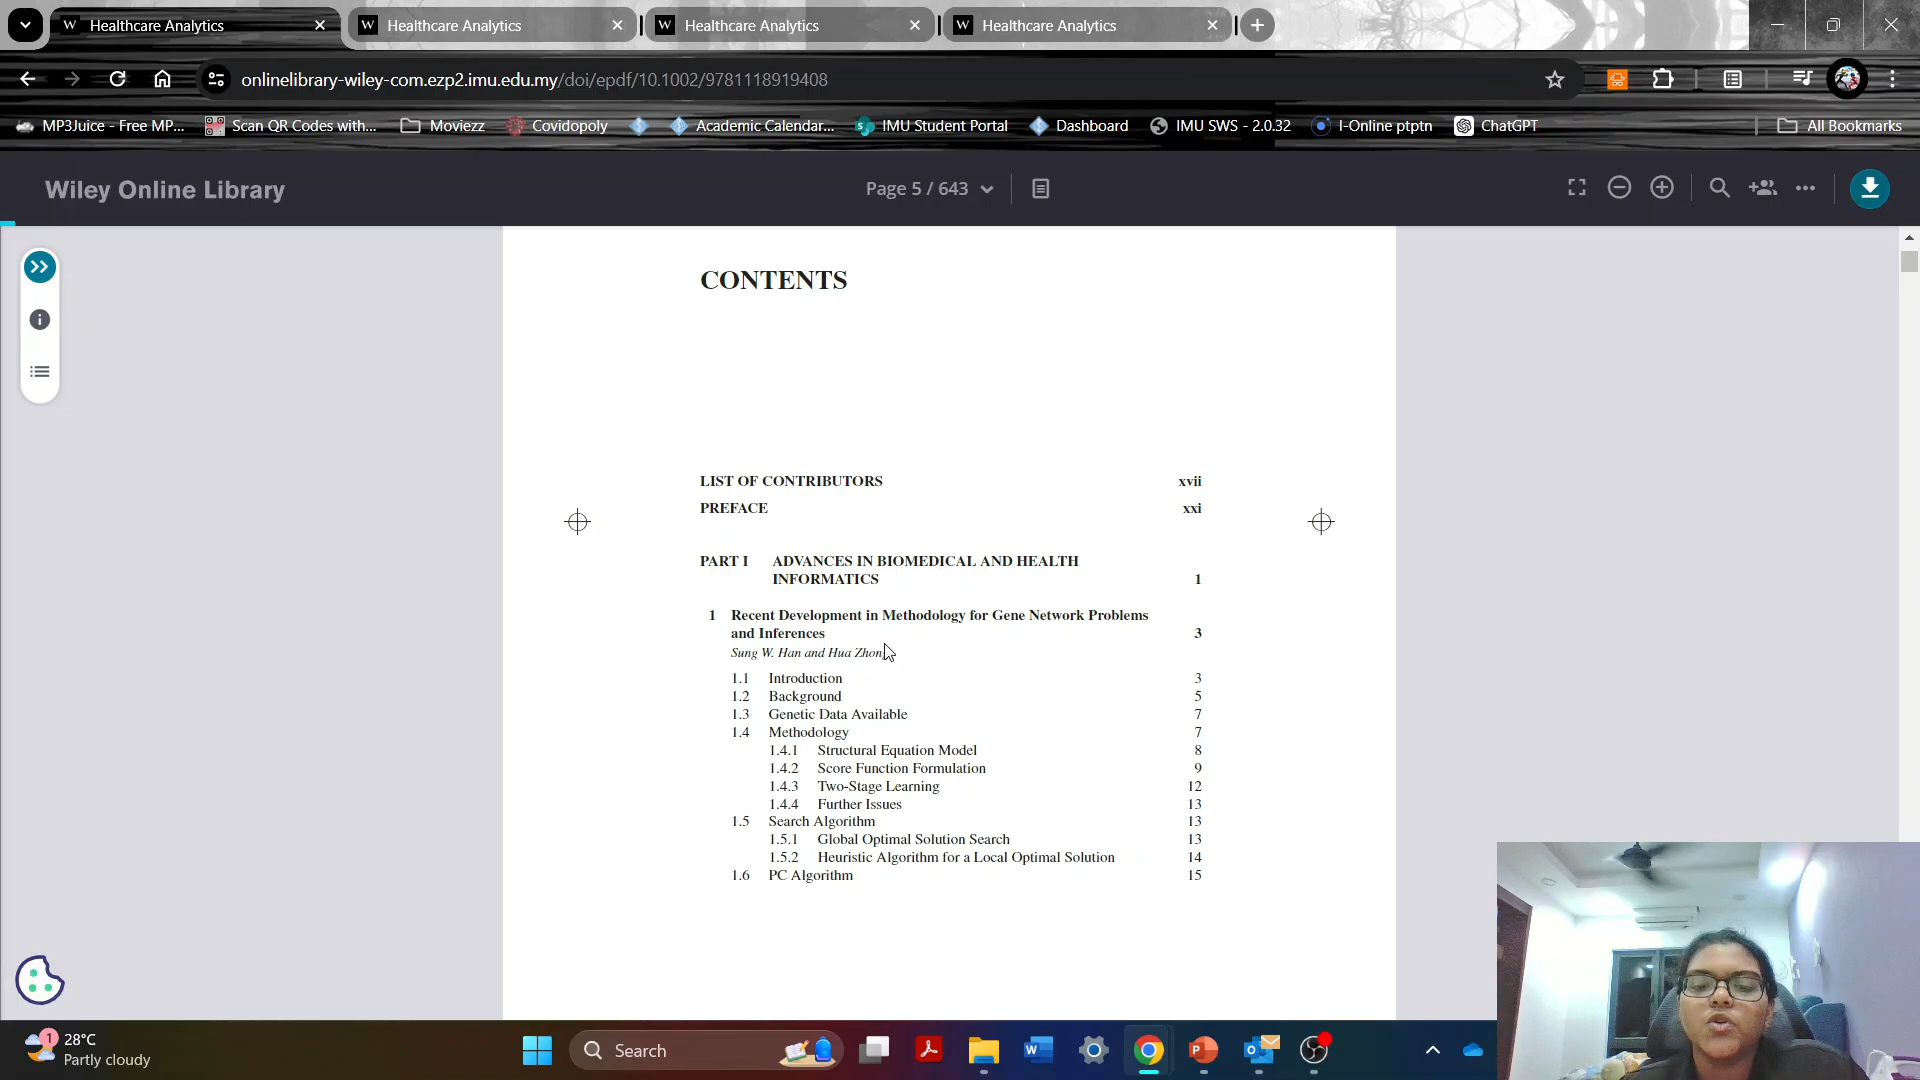 Healthcare Analytics
Healthcare Analytics
Healthcare Analytics
Healthcare Analytics
onlinelibrary-wiley-com.ezp2.imu.edu.my/doi/epdf/10.1002/9781118919408
MP3Juice - Free MP...
Scan QR Codes with...
Moviezz
Covidopoly
Academic Calendar...
IMU Student Portal
Dashboard
IMU SWS - 2.0.32
I-Online ptptn
ChatGPT
All Bookmarks
Wiley Online Library
Page 5 / 643
CONTENTS
LIST OF CONTRIBUTORS xvii
PREFACE xxi
PART I ADVANCES IN BIOMEDICAL AND HEALTH
INFORMATICS 1
1 Recent Development in Methodology for Gene Network Problems
and Inferences 3
Sung W. Han and Hua Zhong
1.1 Introduction 3
1.2 Background 5
1.3 Genetic Data Available 7
1.4 Methodology 7
1.4.1 Structural Equation Model 8
1.4.2 Score Function Formulation 9
1.4.3 Two-Stage Learning 12
1.4.4 Further Issues 13
1.5 Search Algorithm 13
1.5.1 Global Optimal Solution Search 13
1.5.2 Heuristic Algorithm for a Local Optimal Solution 14
1.6 PC Algorithm 15
1
28°C
Partly cloudy
Search